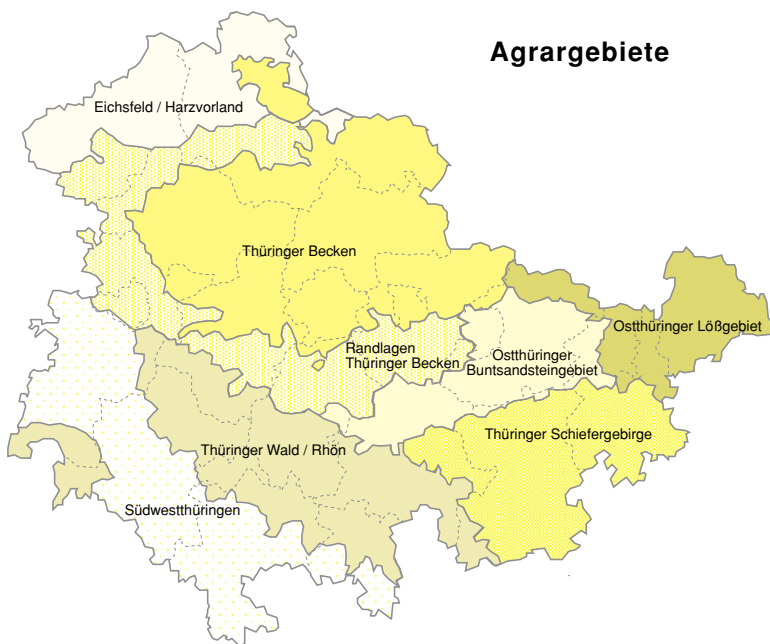 Agrargebiete
Eichsfeld / Harzvorland
Thüringer Becken
Ostthüringer Lößgebiet
Randlagen
Thüringer Becken
Ostthüringer
Buntsandsteingebiet
Thüringer Schiefergebirge
Thüringer Wald / Rhön
Südwestthüringen